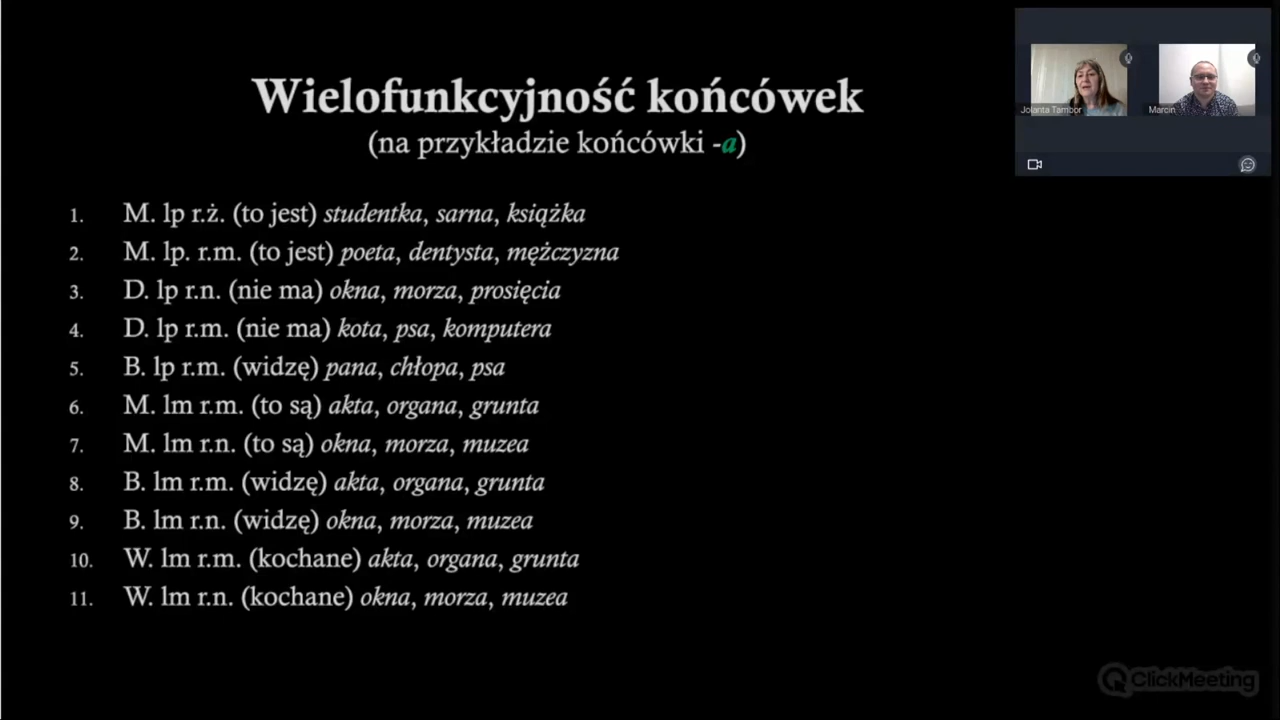 Wielofunkcyjność końcówek
(na przykładzie końcówki -a)
1. M. lp r.ż. (to jest) studentka, sarna, książka
2. M. lp. r.m. (to jest) poeta, dentysta, mężczyzna
3. D. lp r.n. (nie ma) okna, morza, prosięcia
4. D. lp r.m. (nie ma) kota, psa, komputera
5. B. lp r.m. (widzę) pana, chłopa, psa
6. M. lm r.m. (to są) akta, organa, grunta
7. M. lm r.n. (to są) okna, morza, muzea
8. B. lm r.m. (widzę) akta, organa, grunta
9. B. lm r.n. (widzę) okna, morza, muzea
10. W. lm r.m. (kochane) akta, organa, grunta
11. W. lm r.n. (kochane) okna, morza, muzea
Jolanta Tambor
Marcin
ClickMeeting